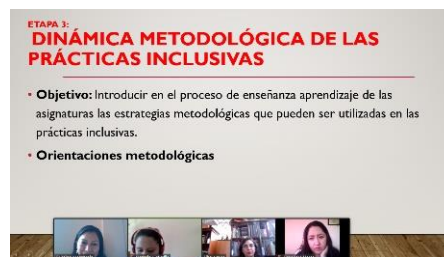 ETAPA 3:
DINÁMICA METODOLÓGICA DE LAS
PRÁCTICAS INCLUSIVAS
• Objetivo: Introducir en el proceso de enseñanza aprendizaje de las
asignaturas las estrategias metodológicas que pueden ser utilizadas en las
prácticas inclusivas.
• Orientaciones metodológicas